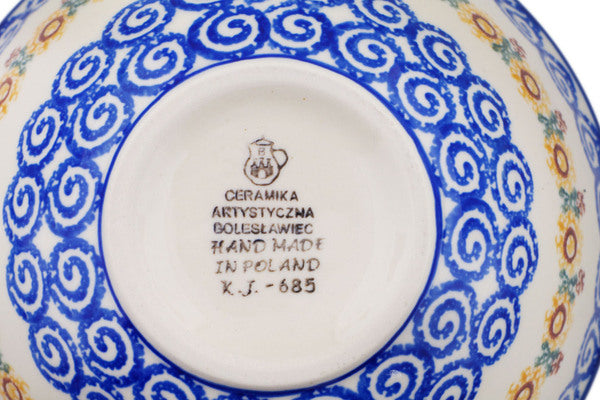 CERAMIKA
ARTYSTYCZNA
BOLESŁAWIEC
HAND MADE
IN POLAND
K.J.-685